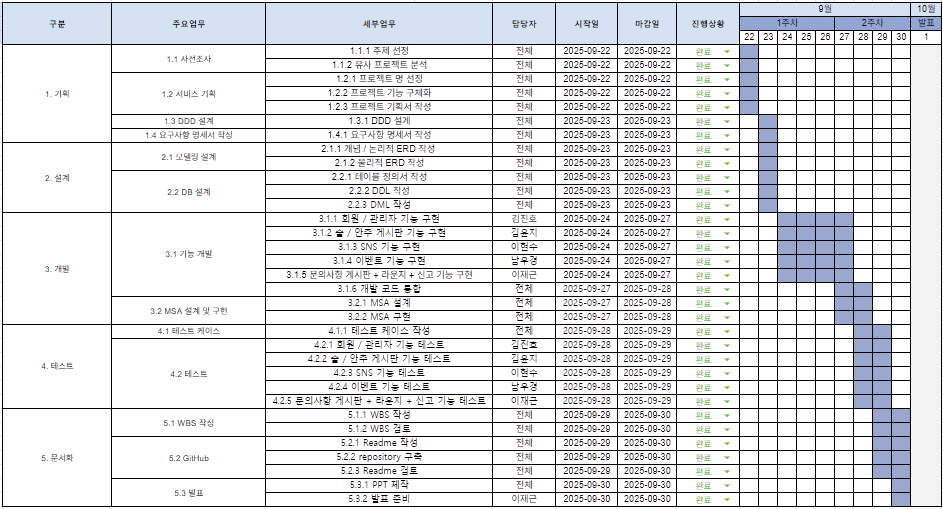 구분 주요업무 세부업무 담당자 시작일 마감일 진행상황 9월 10월
1주차 2주차 발표
22 23 24 25 26 27 28 29 30 1
1. 기획 1.1 사전조사 1.1.1 주제 선정 전체 2025-09-22 2025-09-22 완료
1.1.2 유사 프로젝트 분석 전체 2025-09-22 2025-09-22 완료
1.2 서비스 기획 1.2.1 프로젝트 명 선정 전체 2025-09-22 2025-09-22 완료
1.2.2 프로젝트 기능 구체화 전체 2025-09-22 2025-09-22 완료
1.2.3 프로젝트 기획서 작성 전체 2025-09-22 2025-09-22 완료
1.3 DDD 설계 1.3.1 DDD 설계 전체 2025-09-23 2025-09-23 완료
1.4 요구사항 명세서 작성 1.4.1 요구사항 명세서 작성 전체 2025-09-23 2025-09-23 완료
2. 설계 2.1 모델링 설계 2.1.1 개념 / 논리적 ERD 작성 전체 2025-09-23 2025-09-23 완료
2.1.2 물리적 ERD 작성 전체 2025-09-23 2025-09-23 완료
2.2 DB 설계 2.2.1 테이블 정의서 작성 전체 2025-09-23 2025-09-23 완료
2.2.2 DDL 작성 전체 2025-09-23 2025-09-23 완료
2.2.3 DML 작성 전체 2025-09-23 2025-09-23 완료
3. 개발 3.1 기능 개발 3.1.1 회원 / 관리자 기능 구현 김진호 2025-09-24 2025-09-27 완료
3.1.2 술 / 안주 게시판 기능 구현 김윤지 2025-09-24 2025-09-27 완료
3.1.3 SNS 기능 구현 이현수 2025-09-24 2025-09-27 완료
3.1.4 이벤트 기능 구현 남우경 2025-09-24 2025-09-27 완료
3.1.5 문의사항 게시판 + 라운지 + 신고 기능 구현 이재근 2025-09-24 2025-09-27 완료
3.1.6 개발 코드 통합 전체 2025-09-27 2025-09-28 완료
3.2 MSA 설계 및 구현 3.2.1 MSA 설계 전체 2025-09-27 2025-09-28 완료
3.2.2 MSA 구현 전체 2025-09-27 2025-09-28 완료
4. 테스트 4.1 테스트 케이스 4.1.1 테스트 케이스 작성 전체 2025-09-28 2025-09-29 완료
4.2 테스트 4.2.1 회원 / 관리자 기능 테스트 김진호 2025-09-28 2025-09-29 완료
4.2.2 술 / 안주 게시판 기능 테스트 김윤지 2025-09-28 2025-09-29 완료
4.2.3 SNS 기능 테스트 이현수 2025-09-28 2025-09-29 완료
4.2.4 이벤트 기능 테스트 남우경 2025-09-28 2025-09-29 완료
4.2.5 문의사항 게시판 + 라운지 + 신고 기능 테스트 이재근 2025-09-28 2025-09-29 완료
5. 문서화 5.1 WBS 작성 5.1.1 WBS 작성 전체 2025-09-29 2025-09-30 완료
5.1.2 WBS 검토 전체 2025-09-29 2025-09-30 완료
5.2 GitHub 5.2.1 Readme 작성 전체 2025-09-29 2025-09-30 완료
5.2.2 repository 구축 전체 2025-09-29 2025-09-30 완료
5.2.3 Readme 검토 전체 2025-09-29 2025-09-30 완료
5.3 발표 5.3.1 PPT 제작 전체 2025-09-30 2025-09-30 완료
5.3.2 발표 준비 이재근 2025-09-30 2025-09-30 완료